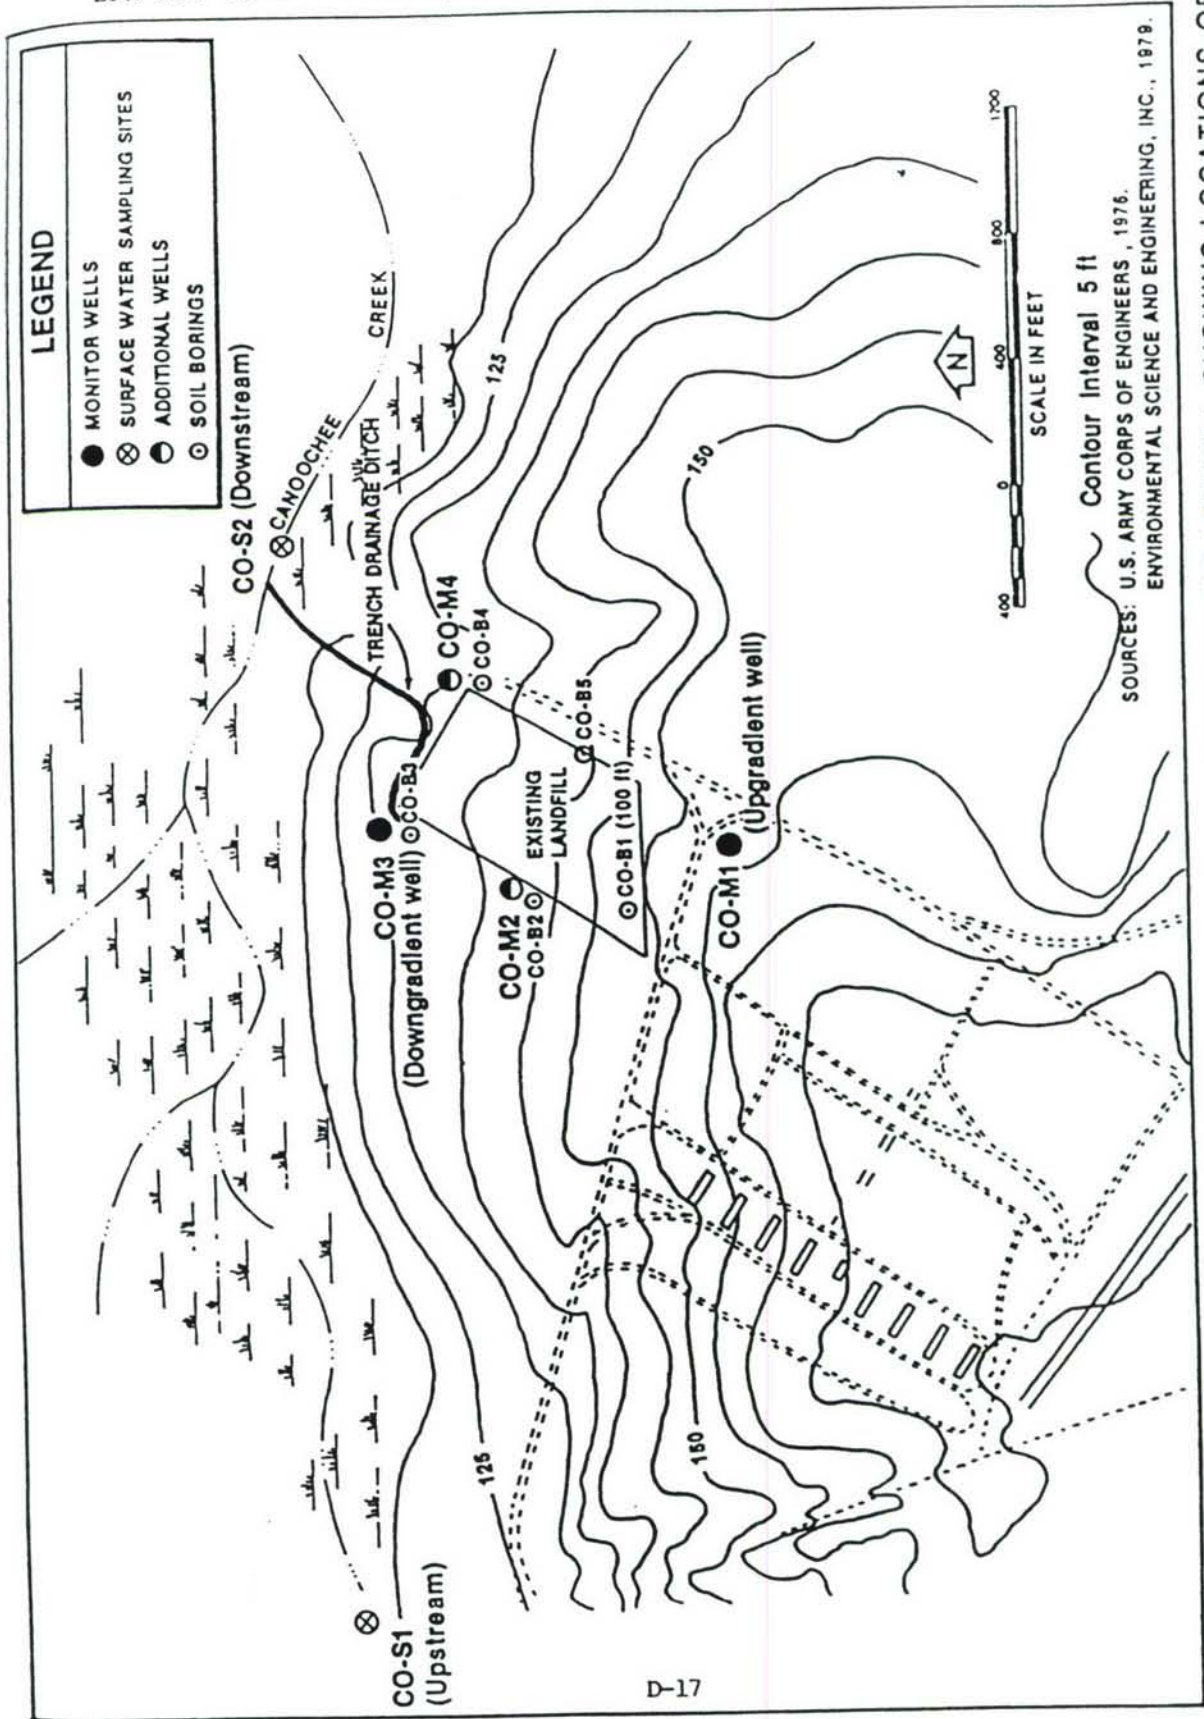 LEGEND
MONITOR WELLS
SURFACE WATER SAMPLING SITES
ADDITIONAL WELLS
SOIL BORINGS
CO-S2 (Downstream)
CANOOCHEE
CREEK
TRENCH DRAINAGE DITCH
125
CO-M4
CO-B4
CO-M3
(Downgradient well)
CO-B3
CO-M2
CO-B2
EXISTING
LANDFILL
CO-B5
CO-B1 (100 ft)
150
CO-M1
(Upgradient well)
CO-S1
(Upstream)
125
150
N
400
0
400
800
1200
SCALE IN FEET
Contour Interval 5 ft
SOURCES: U.S. ARMY CORPS OF ENGINEERS, 1976.
ENVIRONMENTAL SCIENCE AND ENGINEERING, INC., 1979.
LOCATIONS
D-17